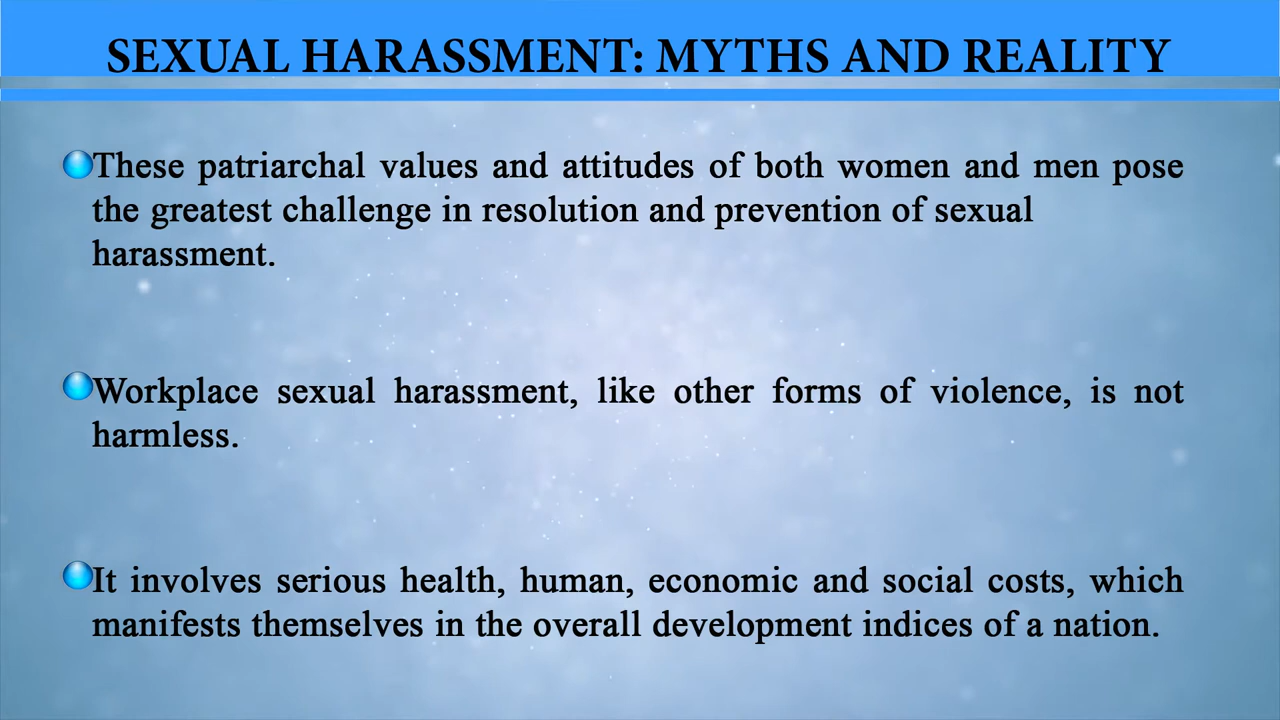 SEXUAL HARASSMENT: MYTHS AND REALITY
These patriarchal values and attitudes of both women and men pose
the greatest challenge in resolution and prevention of sexual
harassment.
Workplace sexual harassment, like other forms of violence, is not
harmless.
It involves serious health, human, economic and social costs, which
manifests themselves in the overall development indices of a nation.